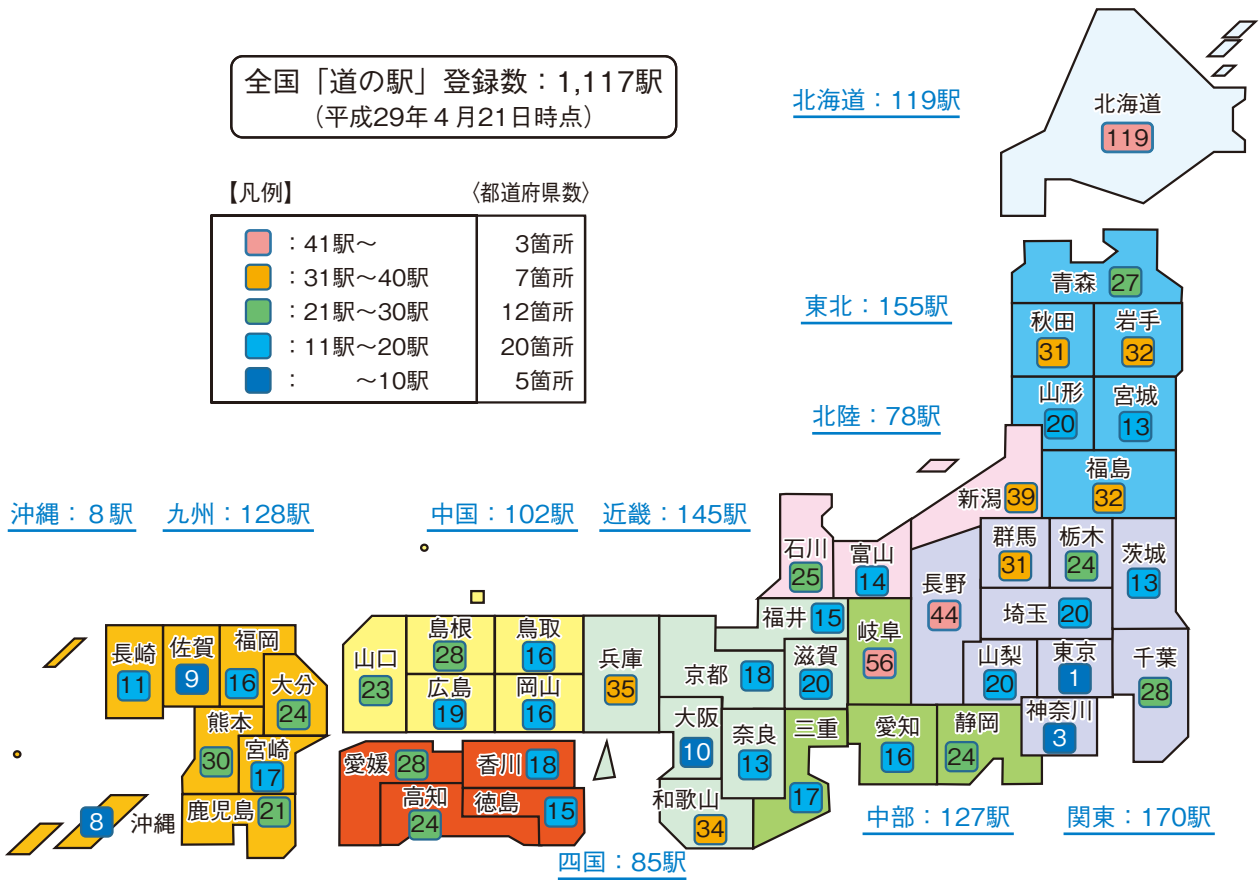 全国「道の駅」登録数：1,117駅
（平成29年４月21日時点）
【凡例】 〈都道府県数〉
：41駅～ 3箇所
：31駅～40駅 7箇所
：21駅～30駅 12箇所
：11駅～20駅 20箇所
： ～10駅 5箇所
北海道：119駅
北海道
119
東北：155駅
青森 27
秋田 31
岩手 32
山形 20
宮城 13
福島 32
北陸：78駅
新潟 39
石川 25
富山 14
沖縄：８駅
九州：128駅
中国：102駅
近畿：145駅
群馬 31
栃木 24
茨城 13
長野 44
埼玉 20
山梨 20
東京 1
千葉 28
神奈川 3
福井 15
岐阜 56
愛知 16
静岡 24
三重 17
滋賀 20
京都 18
兵庫 35
大阪 10
奈良 13
和歌山 34
島根 28
鳥取 16
山口 23
広島 19
岡山 16
愛媛 28
香川 18
高知 24
徳島 15
長崎 11
佐賀 9
福岡 16
大分 24
熊本 30
宮崎 17
鹿児島 21
8 沖縄
中部：127駅
関東：170駅
四国：85駅